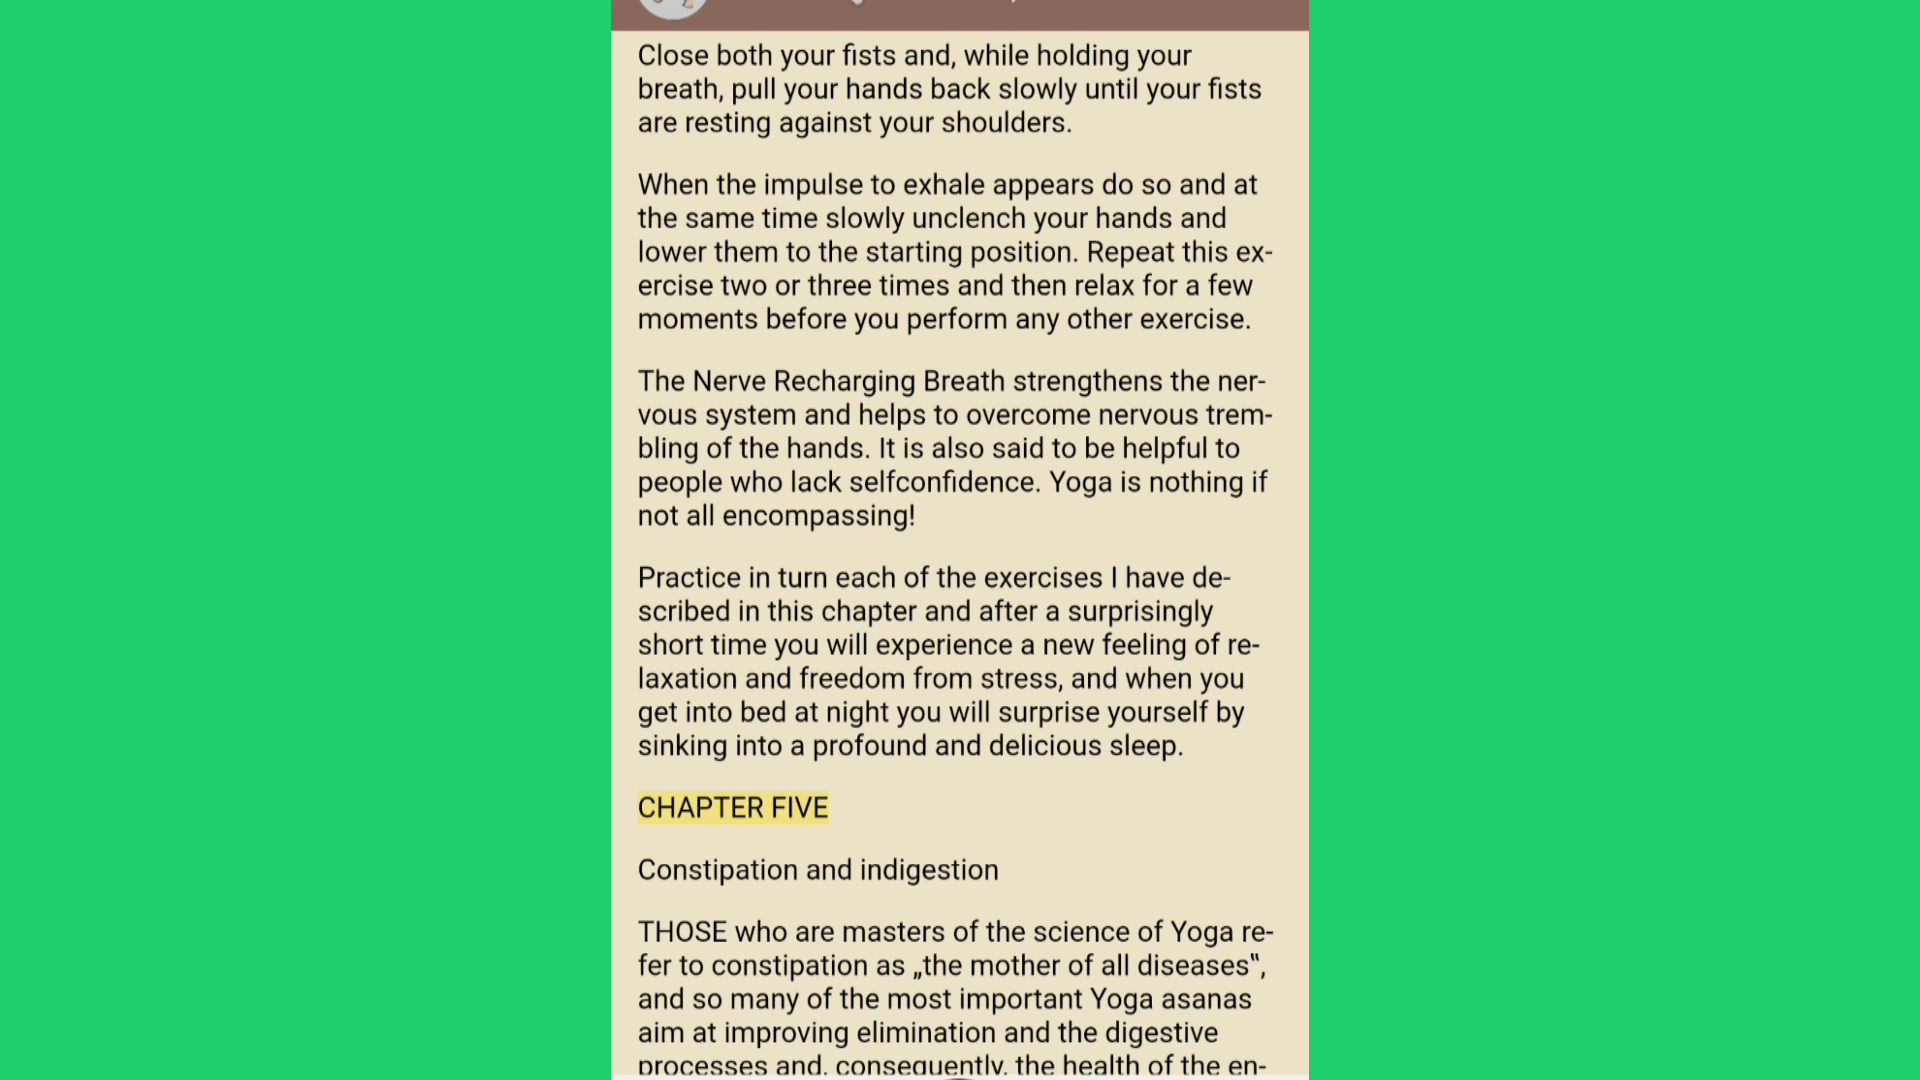 Close both your fists and, while holding your
breath, pull your hands back slowly until your fists
are resting against your shoulders.
When the impulse to exhale appears do so and at
the same time slowly unclench your hands and
lower them to the starting position. Repeat this ex-
ercise two or three times and then relax for a few
moments before you perform any other exercise.
The Nerve Recharging Breath strengthens the ner-
vous system and helps to overcome nervous trem-
bling of the hands. It is also said to be helpful to
people who lack selfconfidence. Yoga is nothing if
not all encompassing!
Practice in turn each of the exercises I have de-
scribed in this chapter and after a surprisingly
short time you will experience a new feeling of re-
laxation and freedom from stress, and when you
get into bed at night you will surprise yourself by
sinking into a profound and delicious sleep.
CHAPTER FIVE
Constipation and indigestion
THOSE who are masters of the science of Yoga re-
fer to constipation as „the mother of all diseases‟,
and so many of the most important Yoga asanas
aim at improving elimination and the digestive
processes and, consequently, the health of the en-